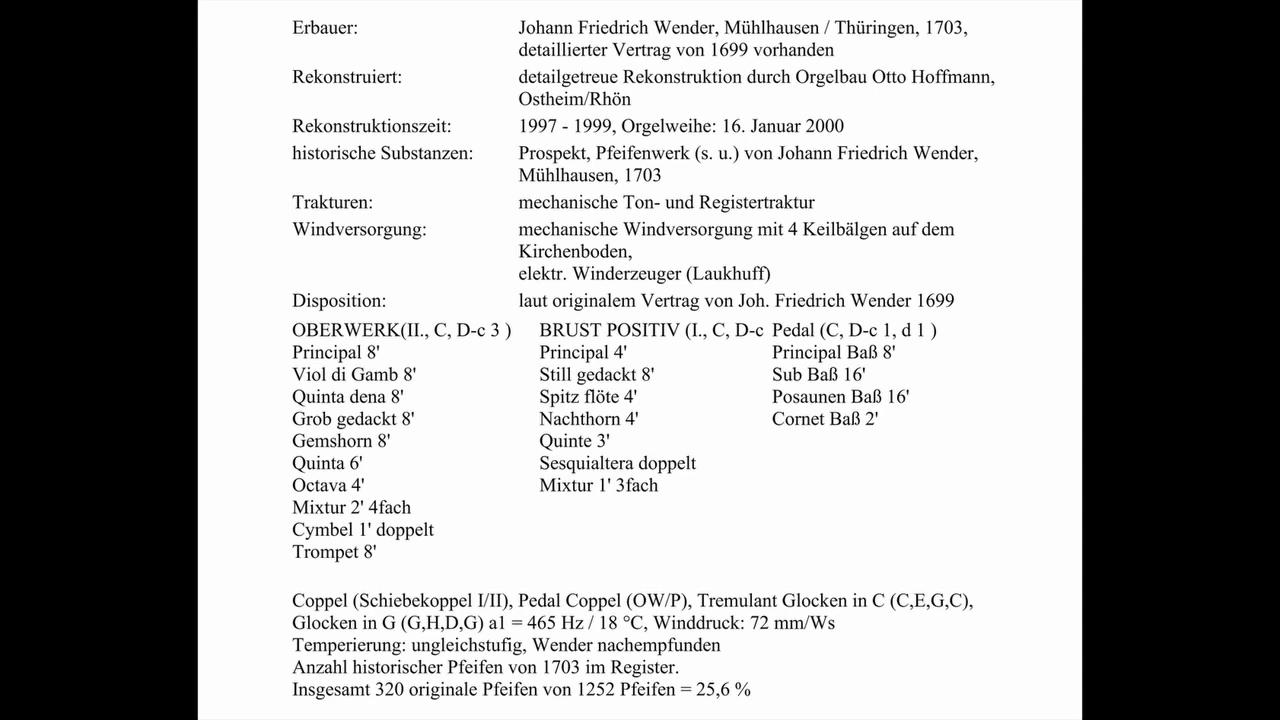 Erbauer: Johann Friedrich Wender, Mühlhausen / Thüringen, 1703,
detaillierter Vertrag von 1699 vorhanden
Rekonstruiert: detailgetreue Rekonstruktion durch Orgelbau Otto Hoffmann,
Ostheim/Rhön
Rekonstruktionszeit: 1997 - 1999, Orgelweihe: 16. Januar 2000
historische Substanzen: Prospekt, Pfeifenwerk (s. u.) von Johann Friedrich Wender,
Mühlhausen, 1703
Trakturen: mechanische Ton- und Registertraktur
Windversorgung: mechanische Windversorgung mit 4 Keilbälgen auf dem
Kirchenboden,
elektr. Winderzeuger (Laukhuff)
Disposition: laut originalem Vertrag von Joh. Friedrich Wender 1699
OBERWERK(II., C, D-c 3 ) BRUST POSITIV (I., C, D-c Pedal (C, D-c 1, d 1 )
Principal 8' Principal 4' Principal Baß 8'
Viol di Gamb 8' Still gedackt 8' Sub Baß 16'
Quinta dena 8' Spitz flöte 4' Posaunen Baß 16'
Grob gedackt 8' Nachthorn 4' Cornet Baß 2'
Gemshorn 8' Quinte 3'
Quinta 6' Sesquialtera doppelt
Octava 4' Mixtur 1' 3fach
Mixtur 2' 4fach
Cymbel 1' doppelt
Trompet 8'
Coppel (Schiebekoppel I/II), Pedal Coppel (OW/P), Tremulant Glocken in C (C,E,G,C),
Glocken in G (G,H,D,G) a1 = 465 Hz / 18 °C, Winddruck: 72 mm/Ws
Temperierung: ungleichstufig, Wender nachempfunden
Anzahl historischer Pfeifen von 1703 im Register.
Insgesamt 320 originale Pfeifen von 1252 Pfeifen = 25,6 %